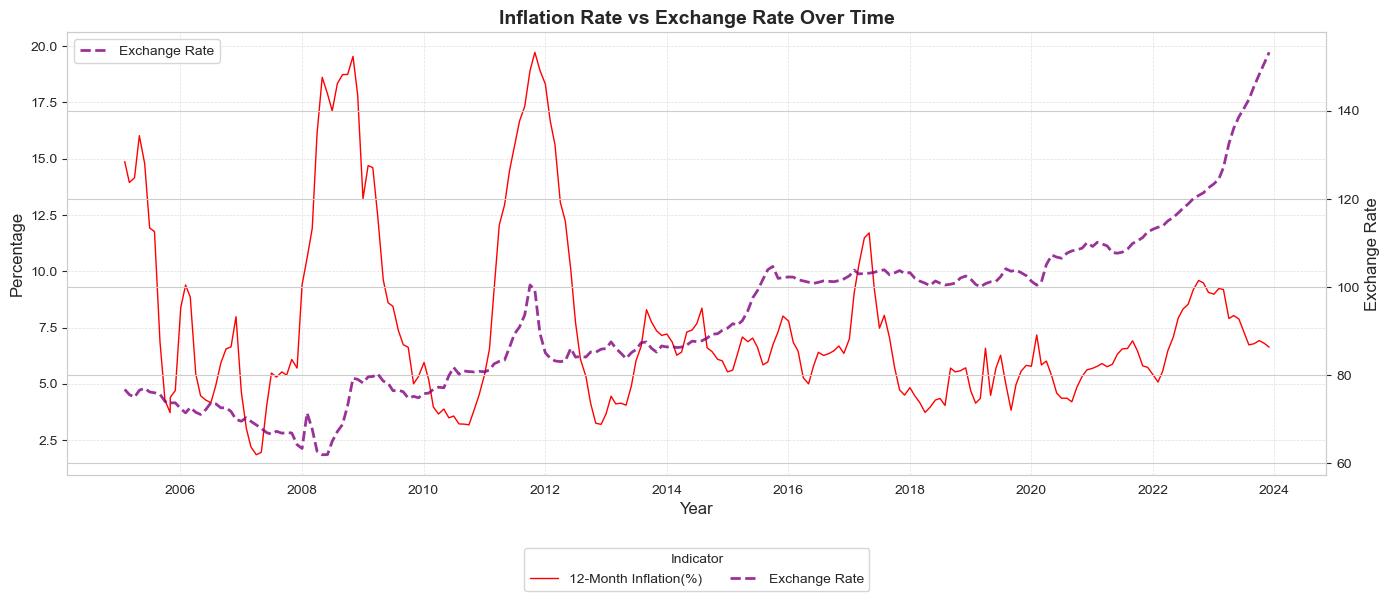 Inflation Rate vs Exchange Rate Over Time
Exchange Rate
Percentage
20.0
17.5
15.0
12.5
10.0
7.5
5.0
2.5
140
120
100
80
60
Exchange Rate
2006 2008 2010 2012 2014 2016 2018 2020 2022 2024
Year
Indicator
12-Month Inflation(%) Exchange Rate